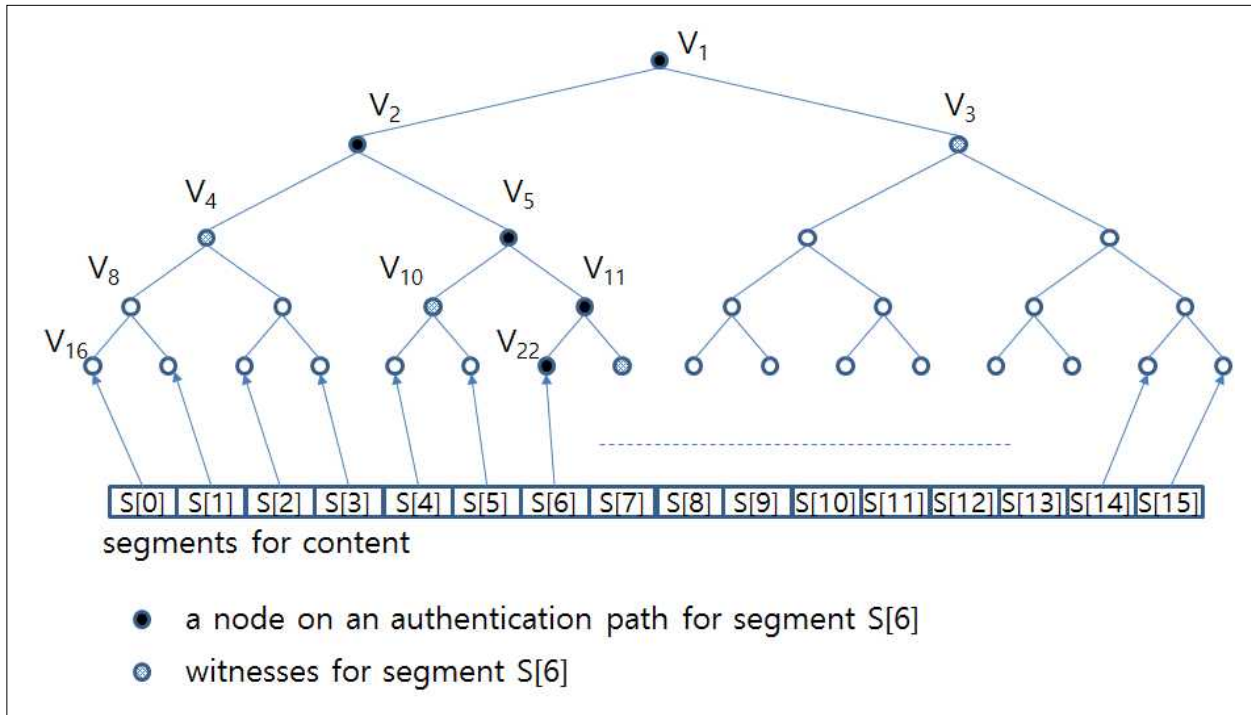 V₁
V₂ V₃
V₄ V₅
V₈ V₁₀ V₁₁
V₁₆ V₂₂
S[0] S[1] S[2] S[3] S[4] S[5] S[6] S[7] S[8] S[9] S[10] S[11] S[12] S[13] S[14] S[15]
segments for content
a node on an authentication path for segment S[6]
witnesses for segment S[6]